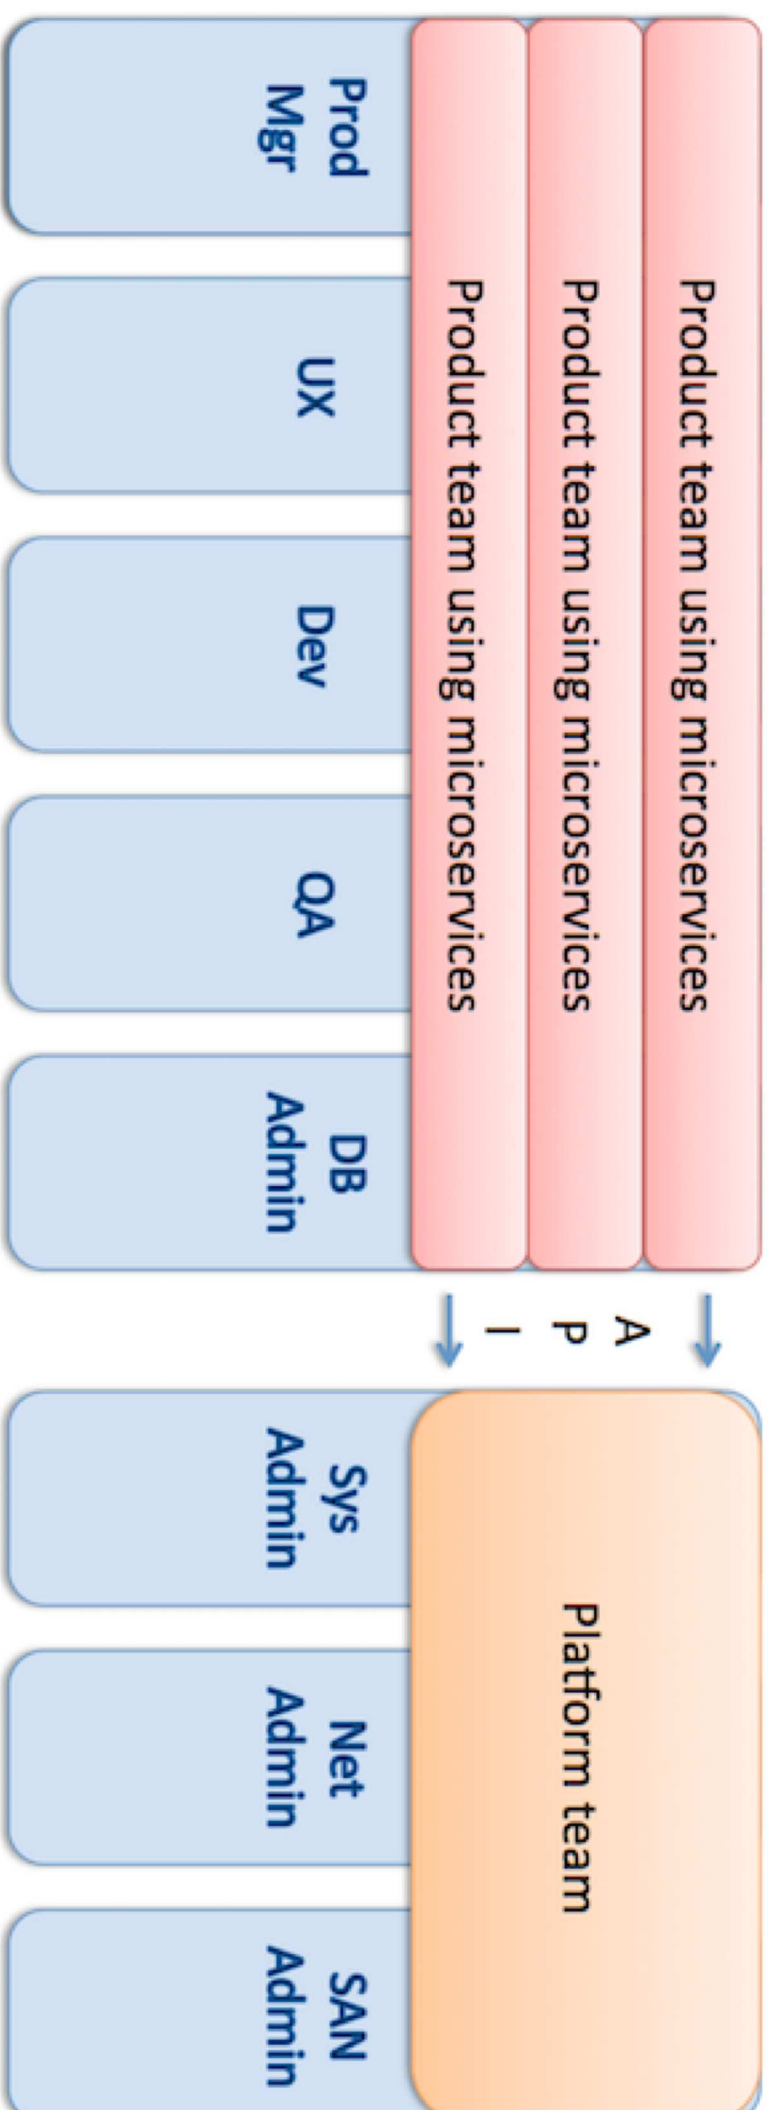 Product team using microservices
Product team using microservices
Product team using microservices
A
P
I
Platform team
Prod
Mgr
UX
Dev
QA
DB
Admin
Sys
Admin
Net
Admin
SAN
Admin